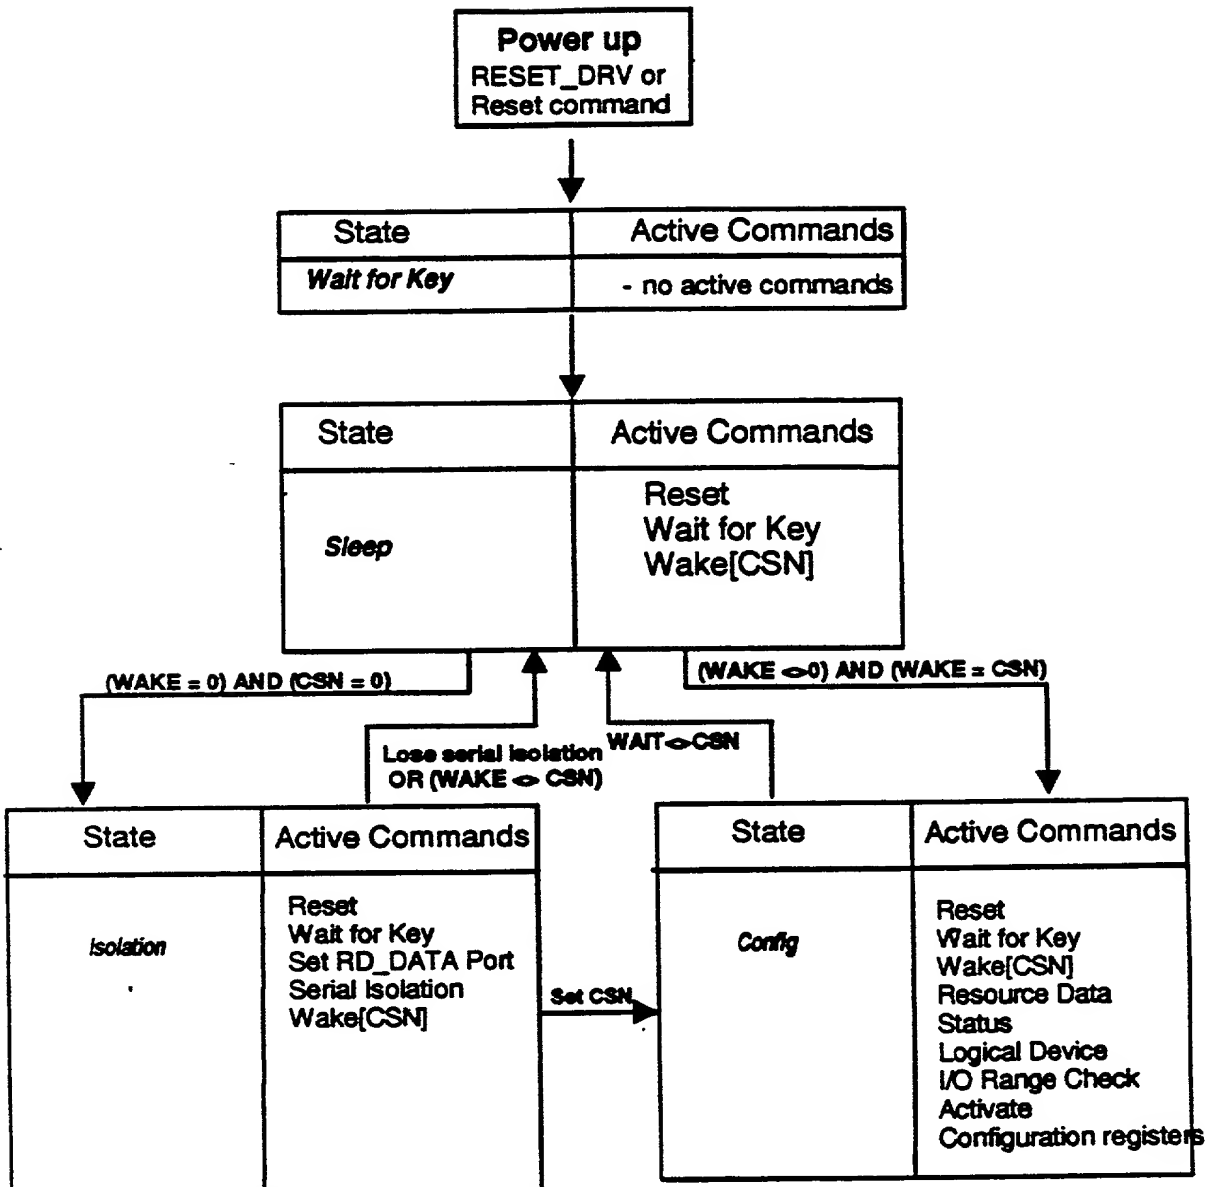 Power up
RESET_DRV or
Reset command
State
Active Commands
Wait for Key
- no active commands
State
Active Commands
Sleep
Reset
Wait for Key
Wake[CSN]
(WAKE = 0) AND (CSN = 0)
(WAKE <>0) AND (WAKE = CSN)
Lose serial isolation
OR (WAKE <> CSN)
WAIT<>CSN
State
Active Commands
Isolation
Reset
Wait for Key
Set RD_DATA Port
Serial Isolation
Wake[CSN]
Set CSN
State
Active Commands
Config
Reset
Wait for Key
Wake[CSN]
Resource Data
Status
Logical Device
I/O Range Check
Activate
Configuration registers